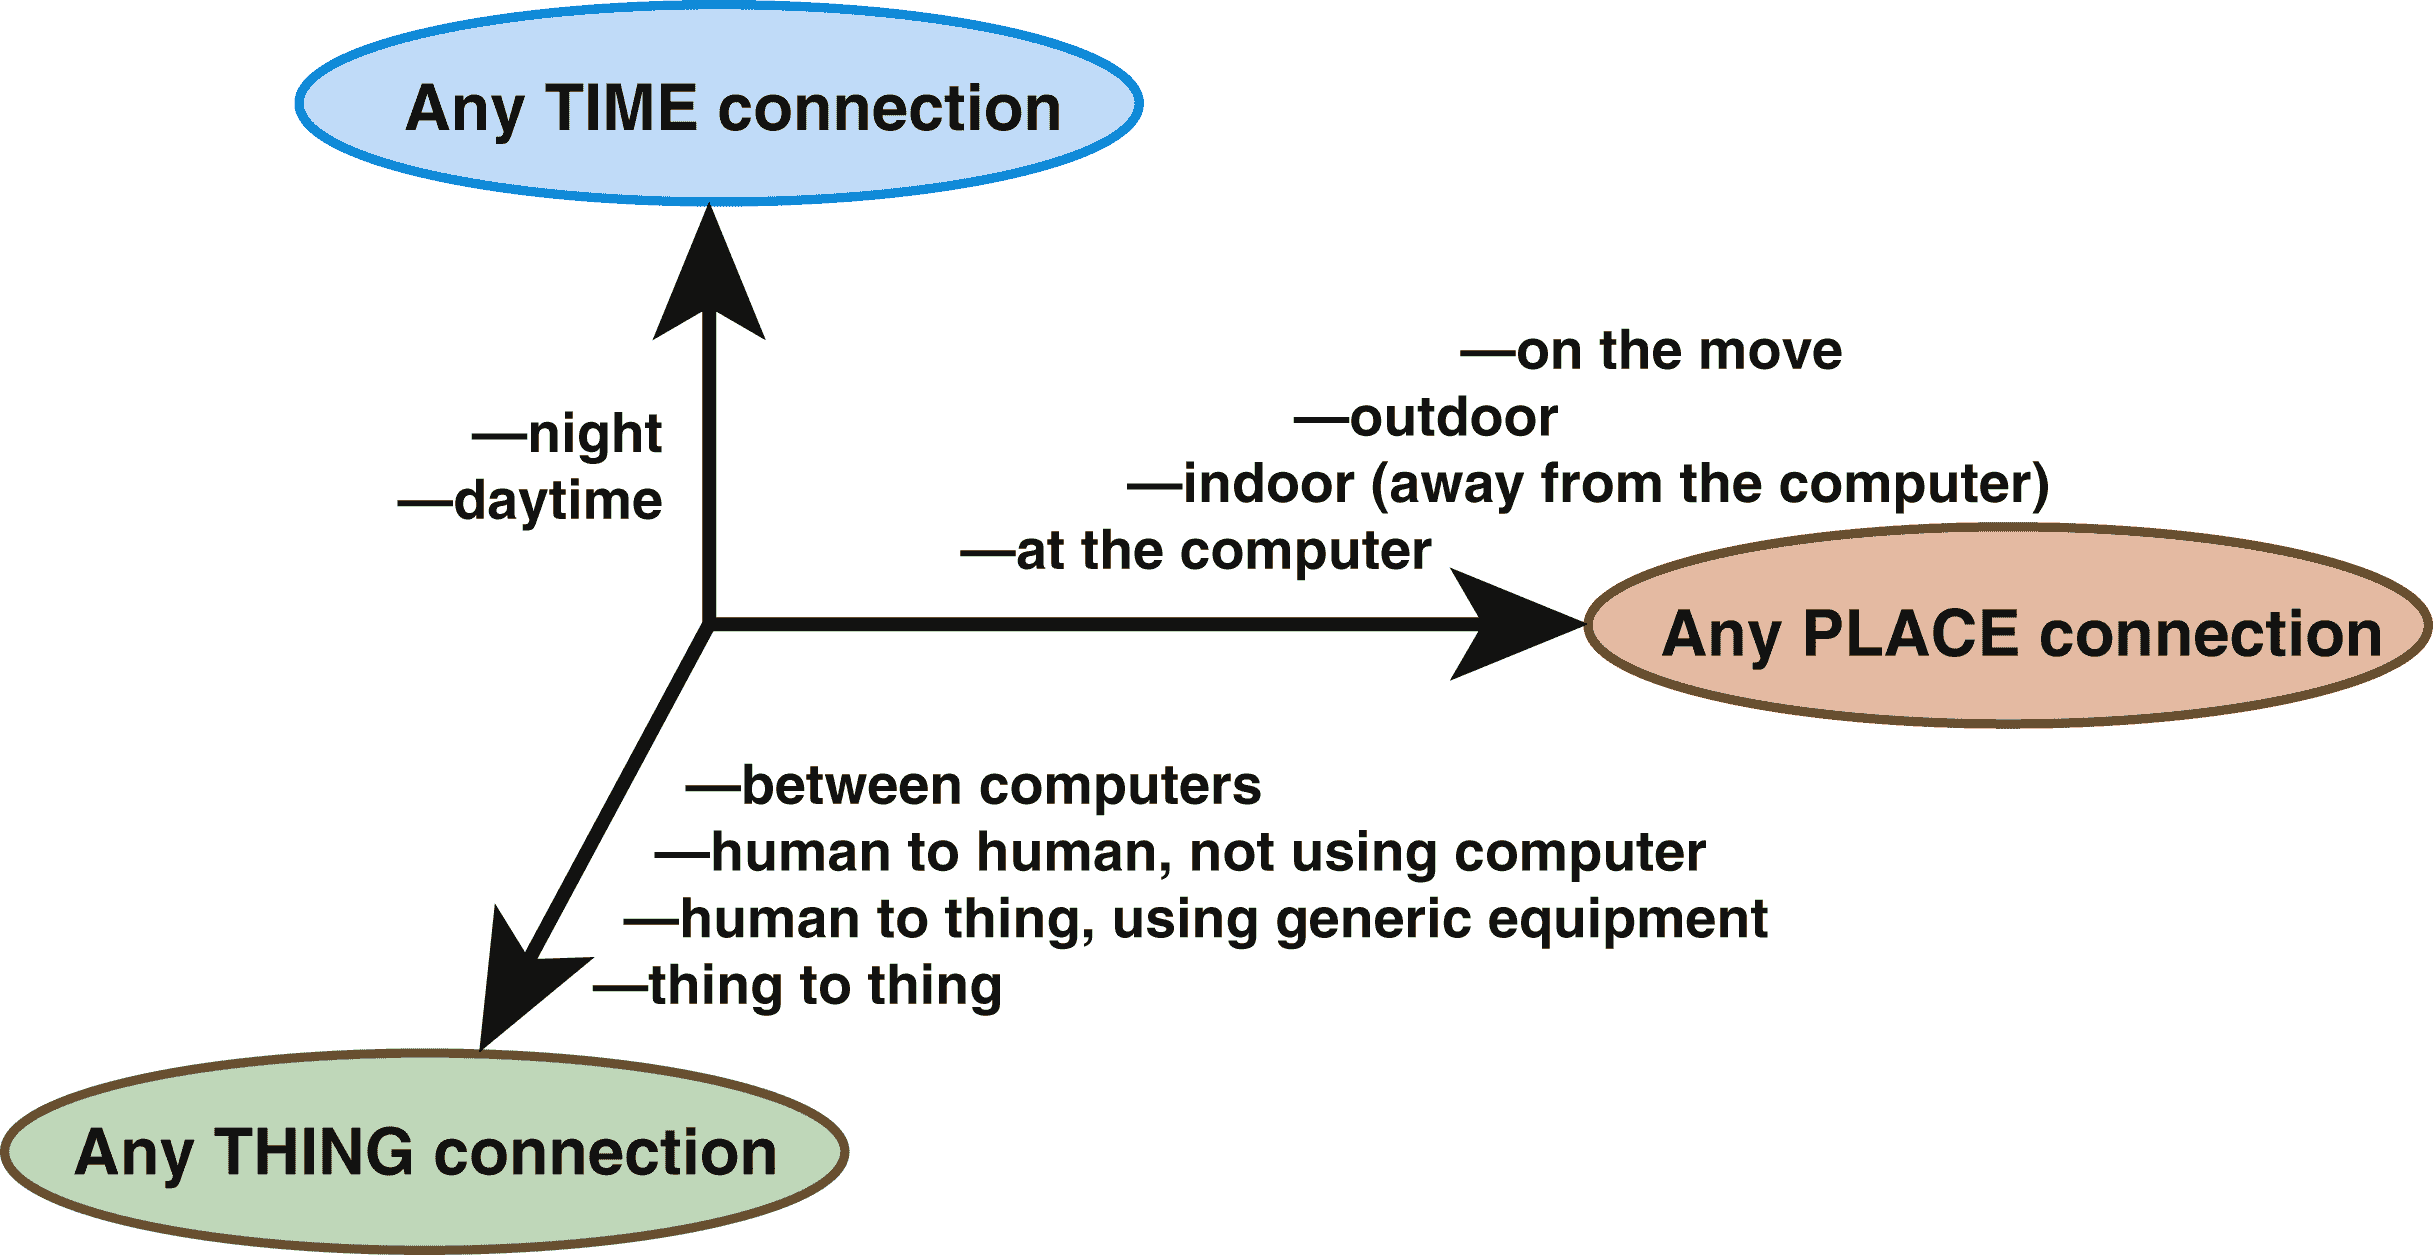 Any TIME connection
—on the move
—outdoor
—night
—indoor (away from the computer)
—daytime
—at the computer
Any PLACE connection
—between computers
—human to human, not using computer
—human to thing, using generic equipment
—thing to thing
Any THING connection